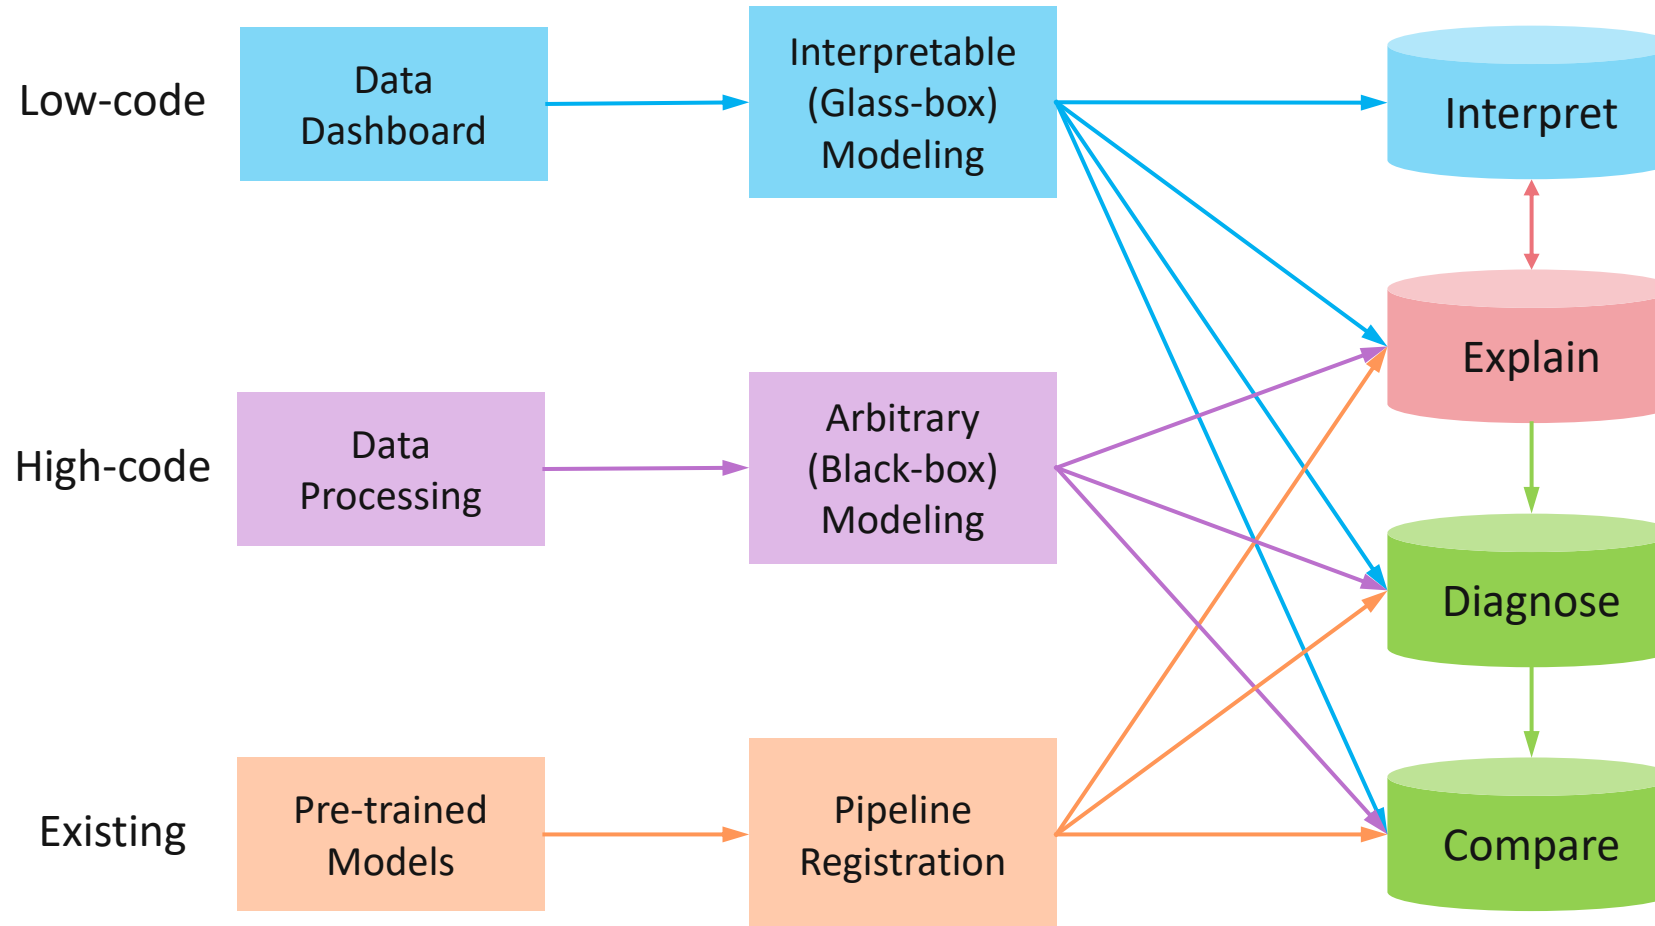 Low-code
Data
Dashboard
Interpretable
(Glass-box)
Modeling
Interpret
Explain
High-code
Data
Processing
Arbitrary
(Black-box)
Modeling
Diagnose
Existing
Pre-trained
Models
Pipeline
Registration
Compare